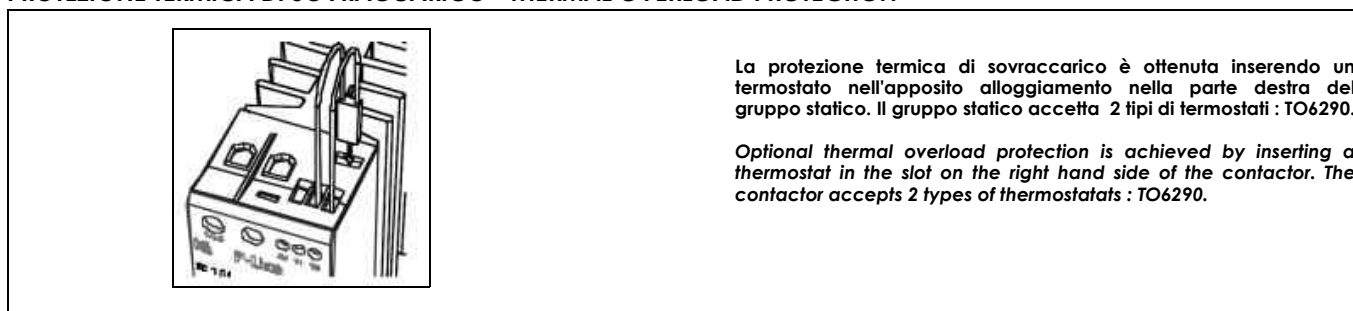 La protezione termica di sovraccarico è ottenuta inserendo un
termostato nell'apposito alloggiamento nella parte destra del
gruppo statico. Il gruppo statico accetta 2 tipi di termostati : TO6290.
Optional thermal overload protection is achieved by inserting a
thermostat in the slot on the right hand side of the contactor. The
contactor accepts 2 types of thermostatats : TO6290.